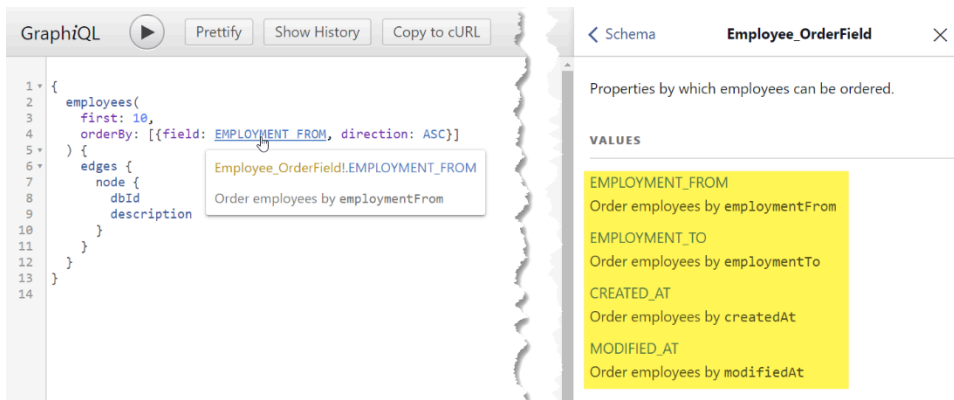 GraphiQL Prettify Show History Copy to cURL
1 {
2 employees(
3 first: 10,
4 orderBy: [{field: EMPLOYMENT_FROM, direction: ASC}]
5 ) {
6 edges {
7 node {
8 dbId
9 description
10 }
11 }
12 }
13 }
14
Employee_OrderField!.EMPLOYMENT_FROM
Order employees by employmentFrom
Schema Employee_OrderField
Properties by which employees can be ordered.
VALUES
EMPLOYMENT_FROM
Order employees by employmentFrom
EMPLOYMENT_TO
Order employees by employmentTo
CREATED_AT
Order employees by createdAt
MODIFIED_AT
Order employees by modifiedAt